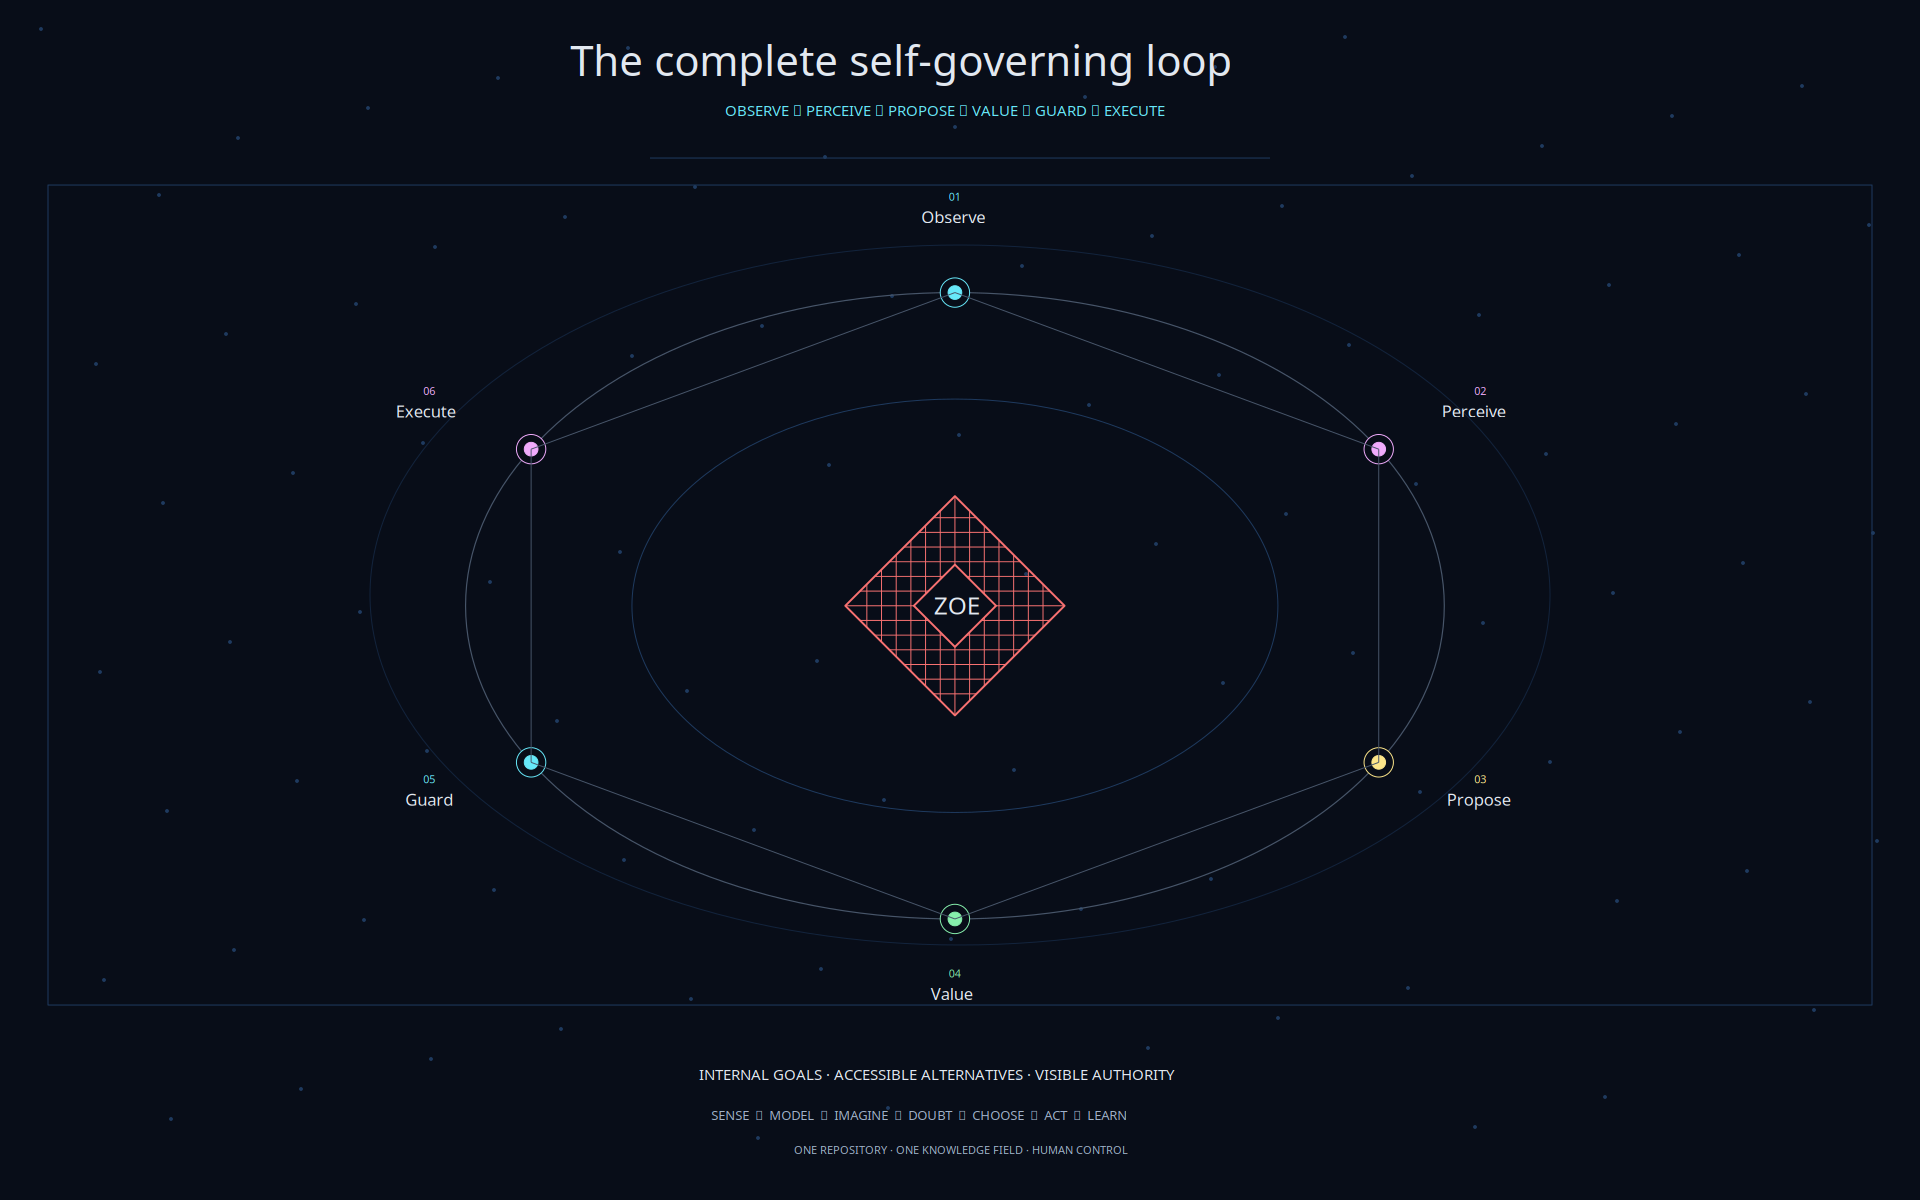 The complete self-governing loop
OBSERVE ▯ PERCEIVE ▯ PROPOSE ▯ VALUE ▯ GUARD ▯ EXECUTE
01
Observe
06
Execute
02
Perceive
ZOE
05
Guard
03
Propose
04
Value
INTERNAL GOALS · ACCESSIBLE ALTERNATIVES · VISIBLE AUTHORITY
SENSE ▯ MODEL ▯ IMAGINE ▯ DOUBT ▯ CHOOSE ▯ ACT ▯ LEARN
ONE REPOSITORY · ONE KNOWLEDGE FIELD · HUMAN CONTROL